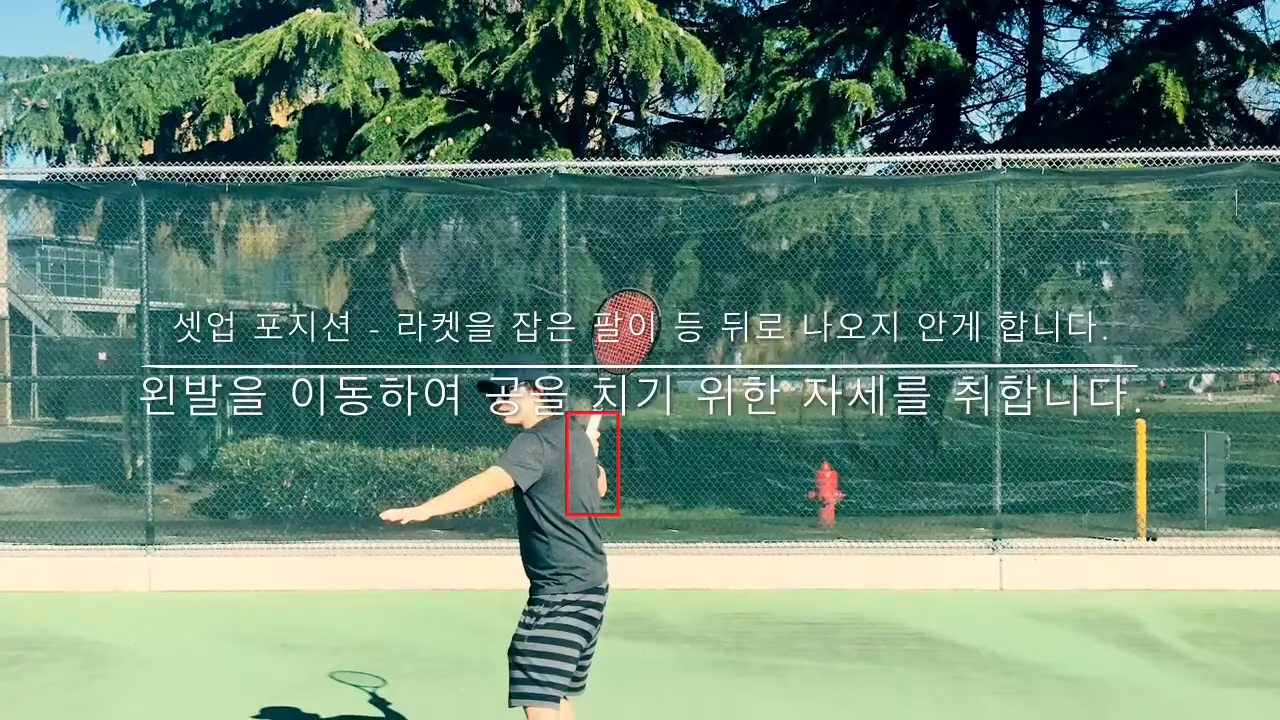 셋업 포지션 - 라켓을 잡은 팔이 등 뒤로 나오지 안게 합니다.
왼발을 이동하여 공을 치기 위한 자세를 취합니다.